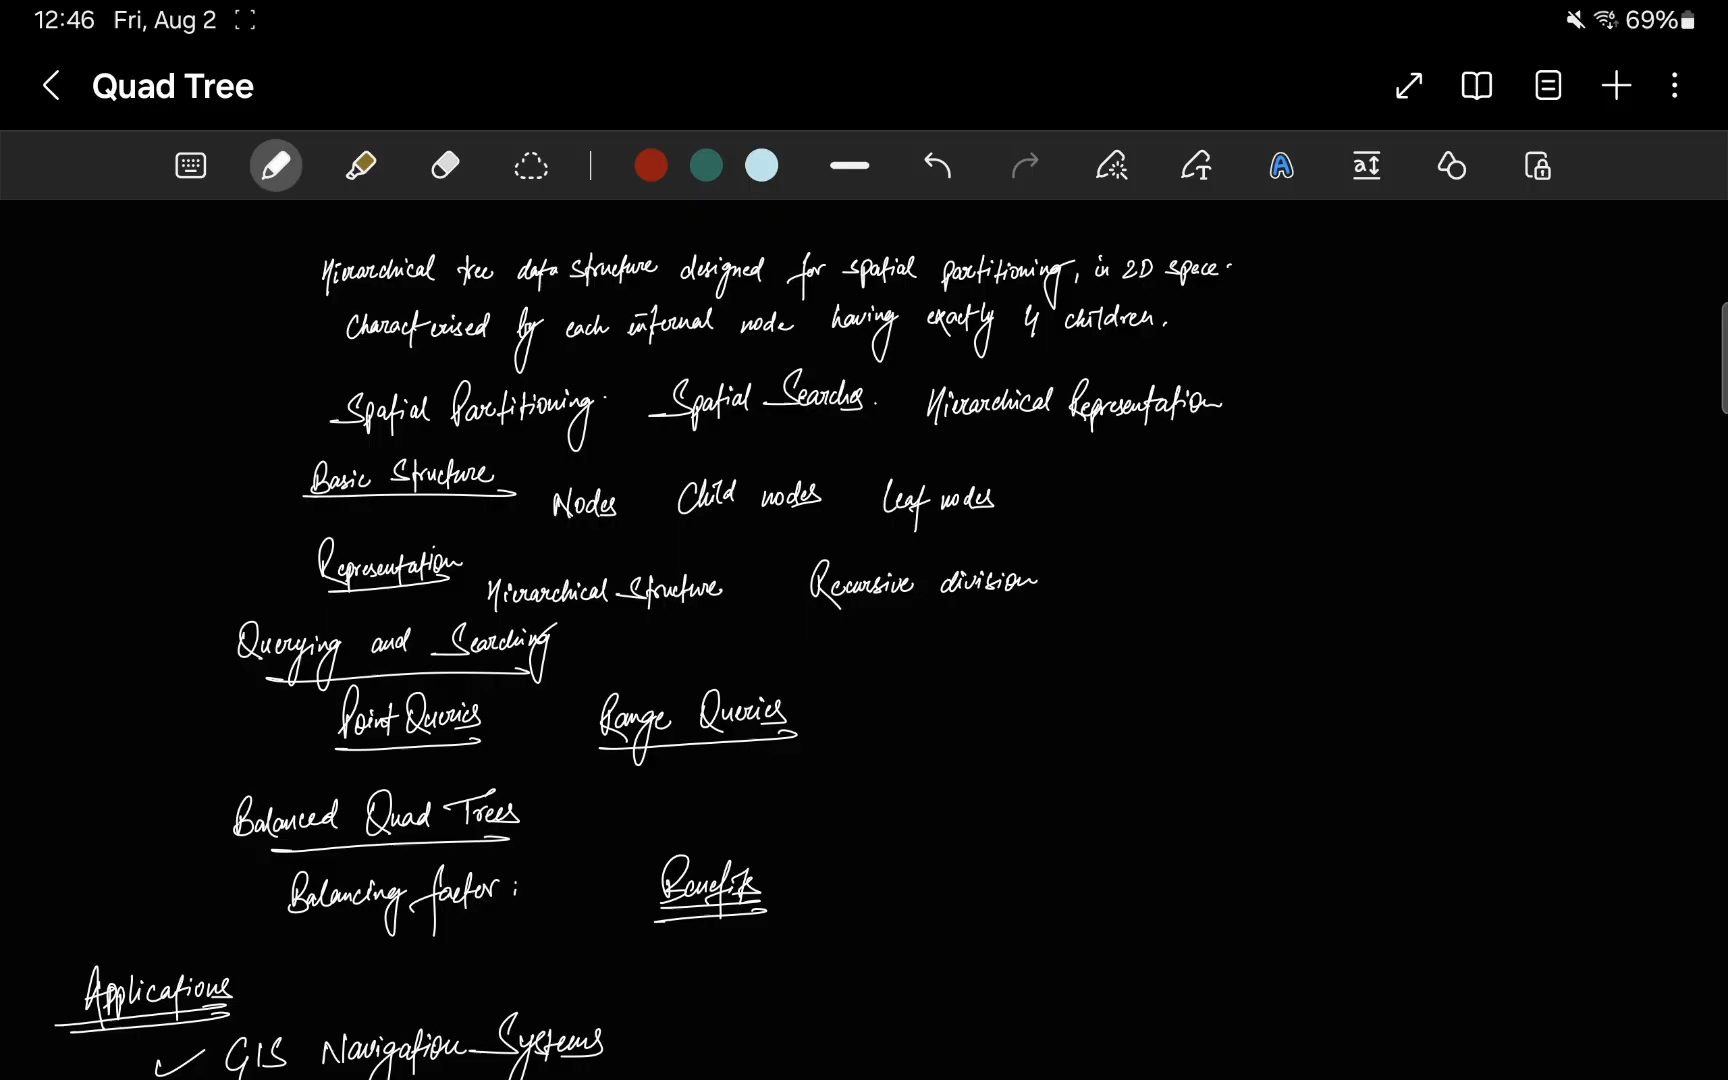 12:46 Fri, Aug 2 69%
Quad Tree
Hierarchical tree data structure designed for spatial partitioning, in 2D space.
Characterised by each internal node having exactly 4 children.
Spatial Partitioning. Spatial Searches. Hierarchical Representation
Basic Structure
Nodes Child nodes Leaf nodes
Representation
Hierarchical Structure Recursive division
Querying and Searching
Point Queries Range Queries
Balanced Quad Trees
Balancing factor : Benefits
Applications
✓ GIS Navigation Systems